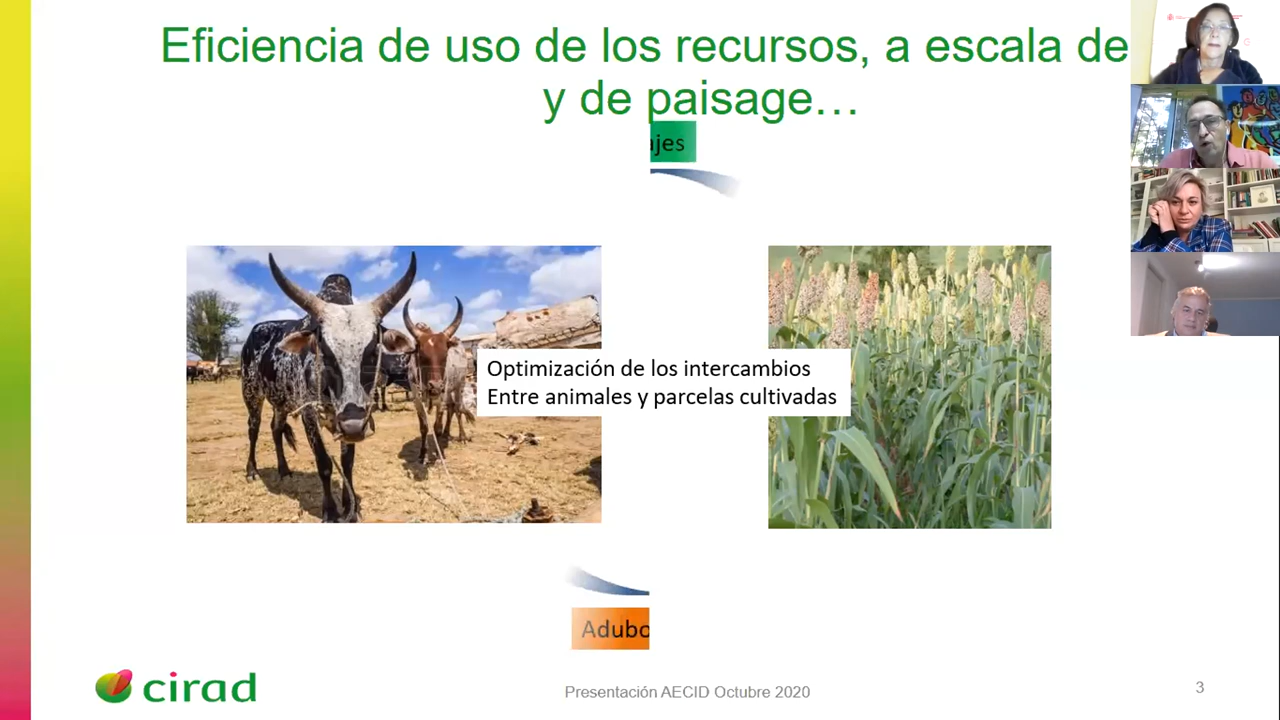 Eficiencia de uso de los recursos, a escala de
y de paisage…
ajes
Optimización de los intercambios
Entre animales y parcelas cultivadas
Adubo
cirad
Presentación AECID Octubre 2020
3